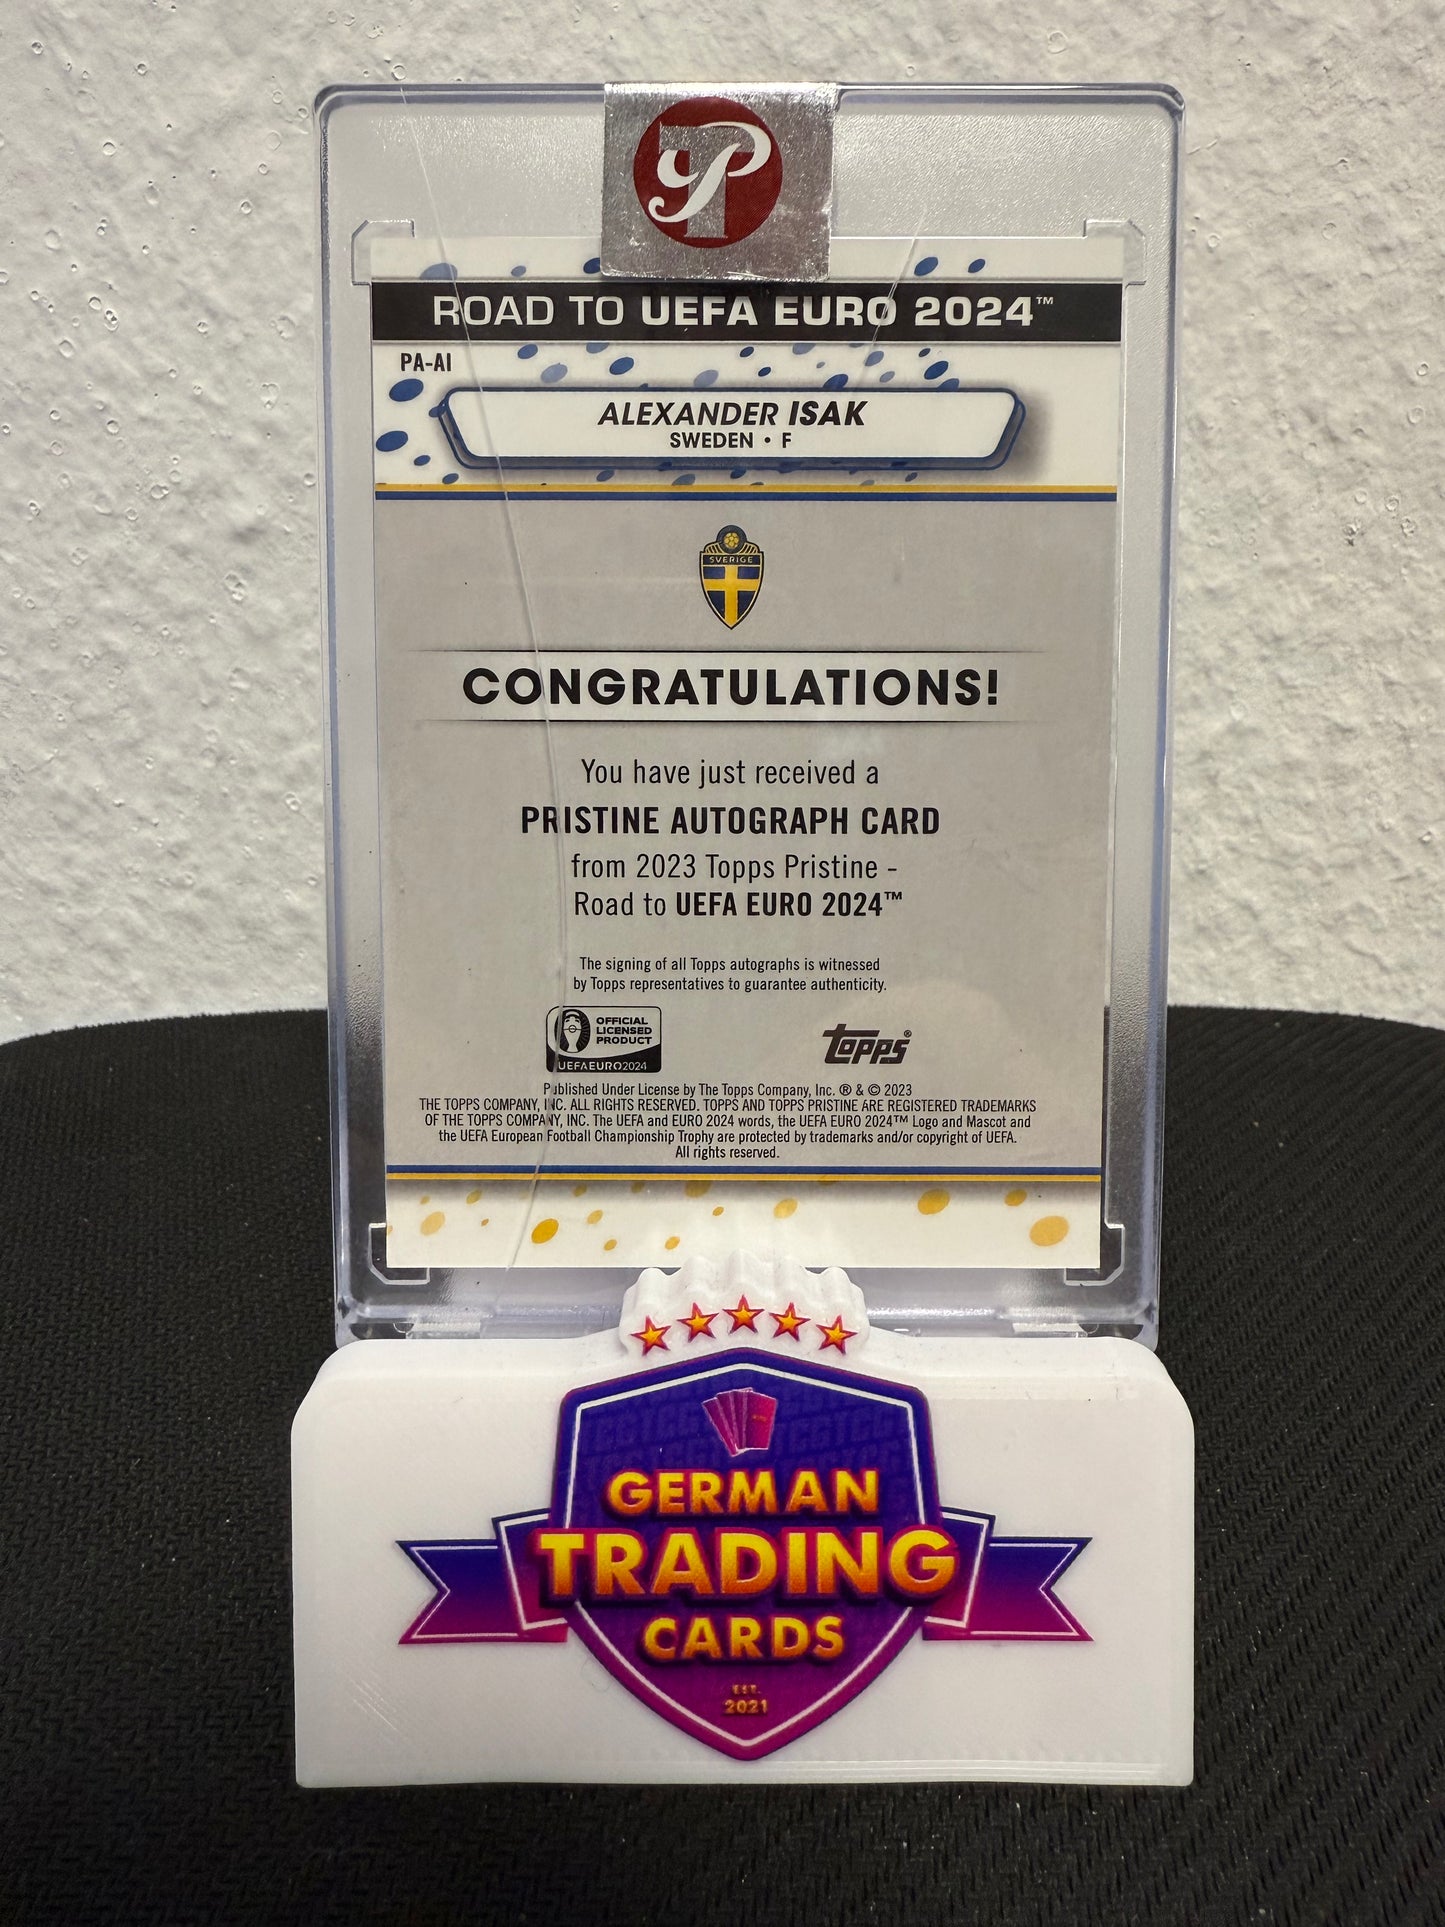 P
ROAD TO UEFA EURO 2024™
PA-AI
ALEXANDER ISAK
SWEDEN • F
SVERIGE
CONGRATULATIONS!
You have just received a
PRISTINE AUTOGRAPH CARD
from 2023 Topps Pristine -
Road to UEFA EURO 2024™
The signing of all Topps autographs is witnessed
by Topps representatives to guarantee authenticity.
OFFICIAL
LICENSED
PRODUCT
UEFAEURO2024
topps®
Published Under License by The Topps Company, Inc. ® & © 2023
THE TOPPS COMPANY, INC. ALL RIGHTS RESERVED. TOPPS AND TOPPS PRISTINE ARE REGISTERED TRADEMARKS
OF THE TOPPS COMPANY, INC. The UEFA and EURO 2024 words, the UEFA EURO 2024™ Logo and Mascot and
the UEFA European Football Championship Trophy are protected by trademarks and/or copyright of UEFA.
All rights reserved.
GERMAN
TRADING
CARDS
EST.
2021